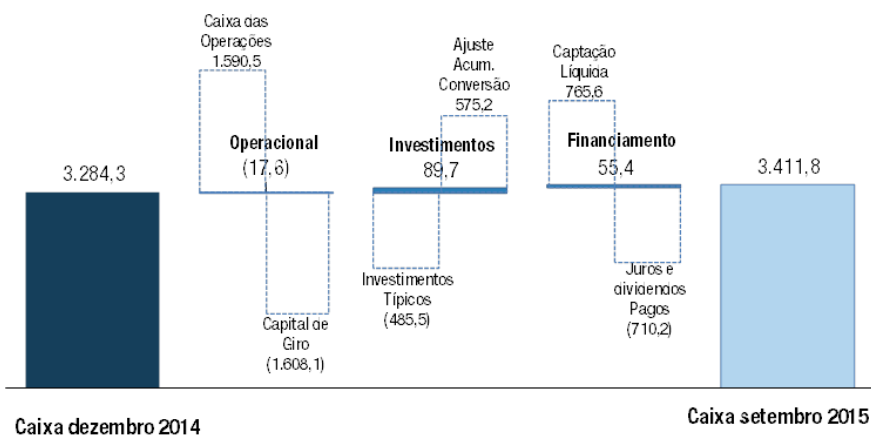 Caixa das
Operações
1.590,5
Ajuste
Acum.
Conversão
575,2
Captação
Líquida
765,6
Operacional
(17,6)
Investimentos
89,7
Financiamento
55,4
3.284,3
3.411,8
Capital de
Giro
(1.608,1)
Investimentos
Típicos
(485,5)
Juros e
dividendos
Pagos
(710,2)
Caixa dezembro 2014
Caixa setembro 2015